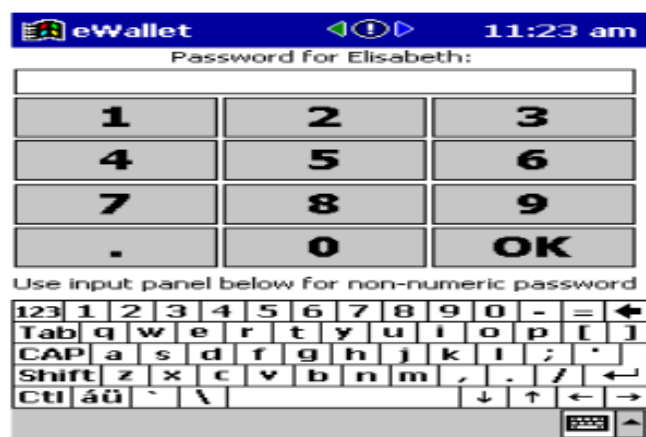 eWallet 11:23 am
Password for Elisabeth:
1 2 3
4 5 6
7 8 9
. 0 OK
Use input panel below for non-numeric password
123 1 2 3 4 5 6 7 8 9 0 - = ←
Tab q w e r t y u i o p [ ]
CAP a s d f g h j k l ; '
Shift z x c v b n m , . / ↵
Ctl áü ` \ ↓ ↑ ← →